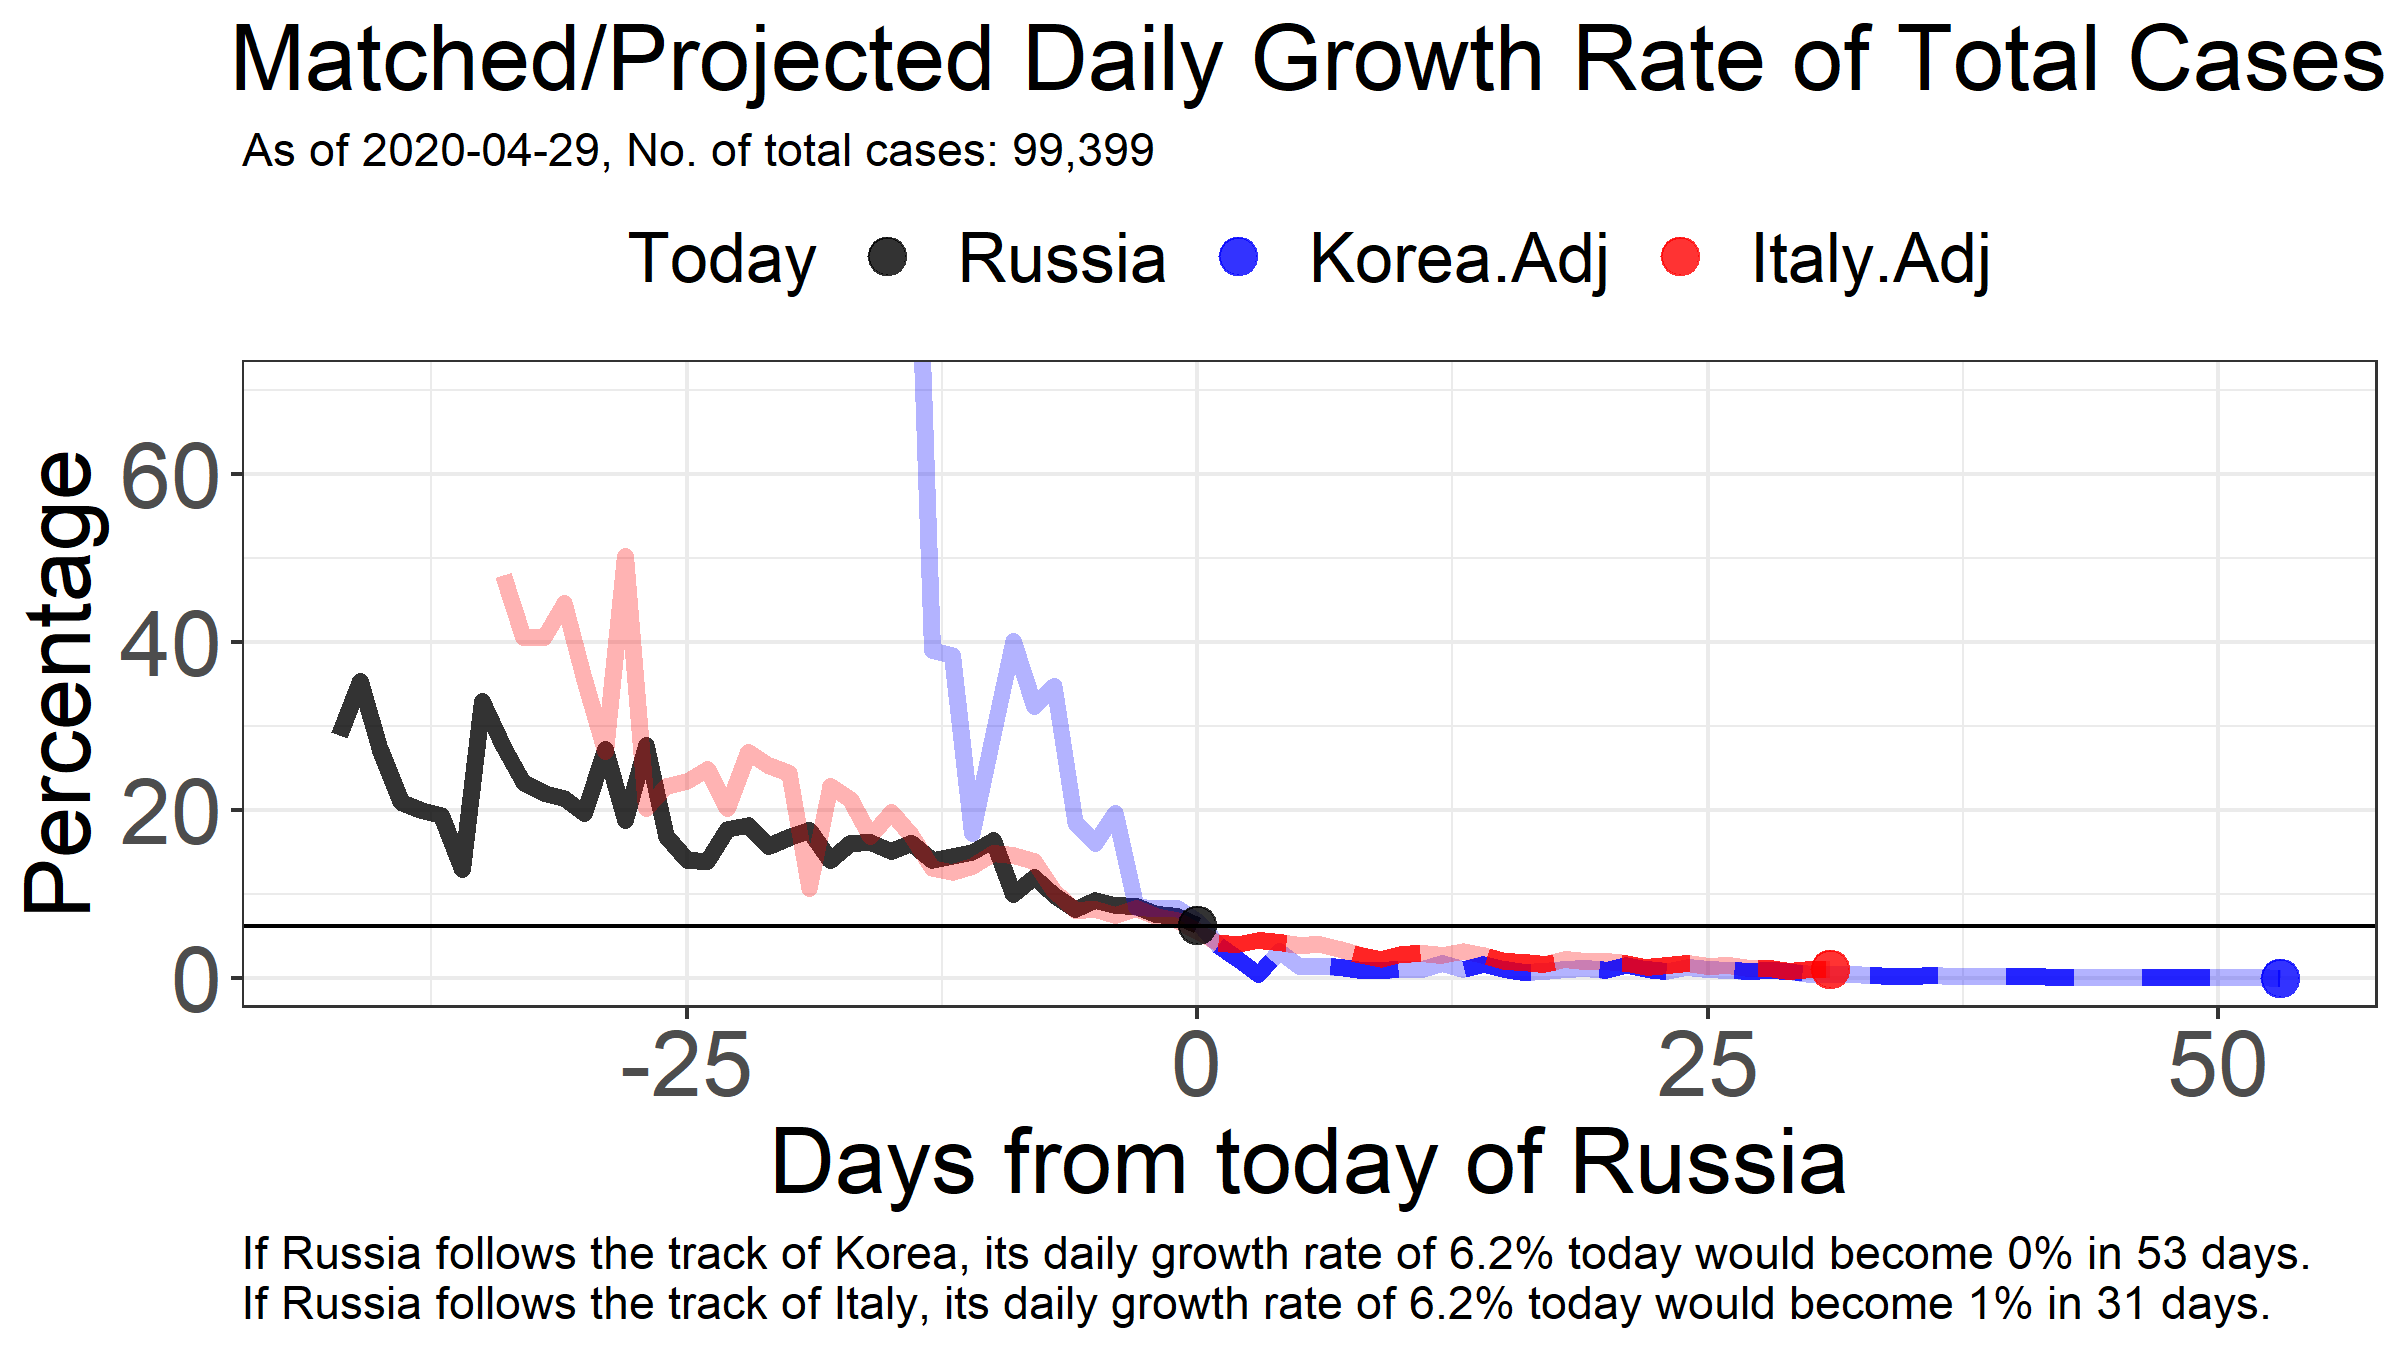 Matched/Projected Daily Growth Rate of Total Cases
As of 2020-04-29, No. of total cases: 99,399
Today Russia Korea.Adj Italy.Adj
Percentage
60
40
20
0
-25 0 25 50
Days from today of Russia
If Russia follows the track of Korea, its daily growth rate of 6.2% today would become 0% in 53 days.
If Russia follows the track of Italy, its daily growth rate of 6.2% today would become 1% in 31 days.